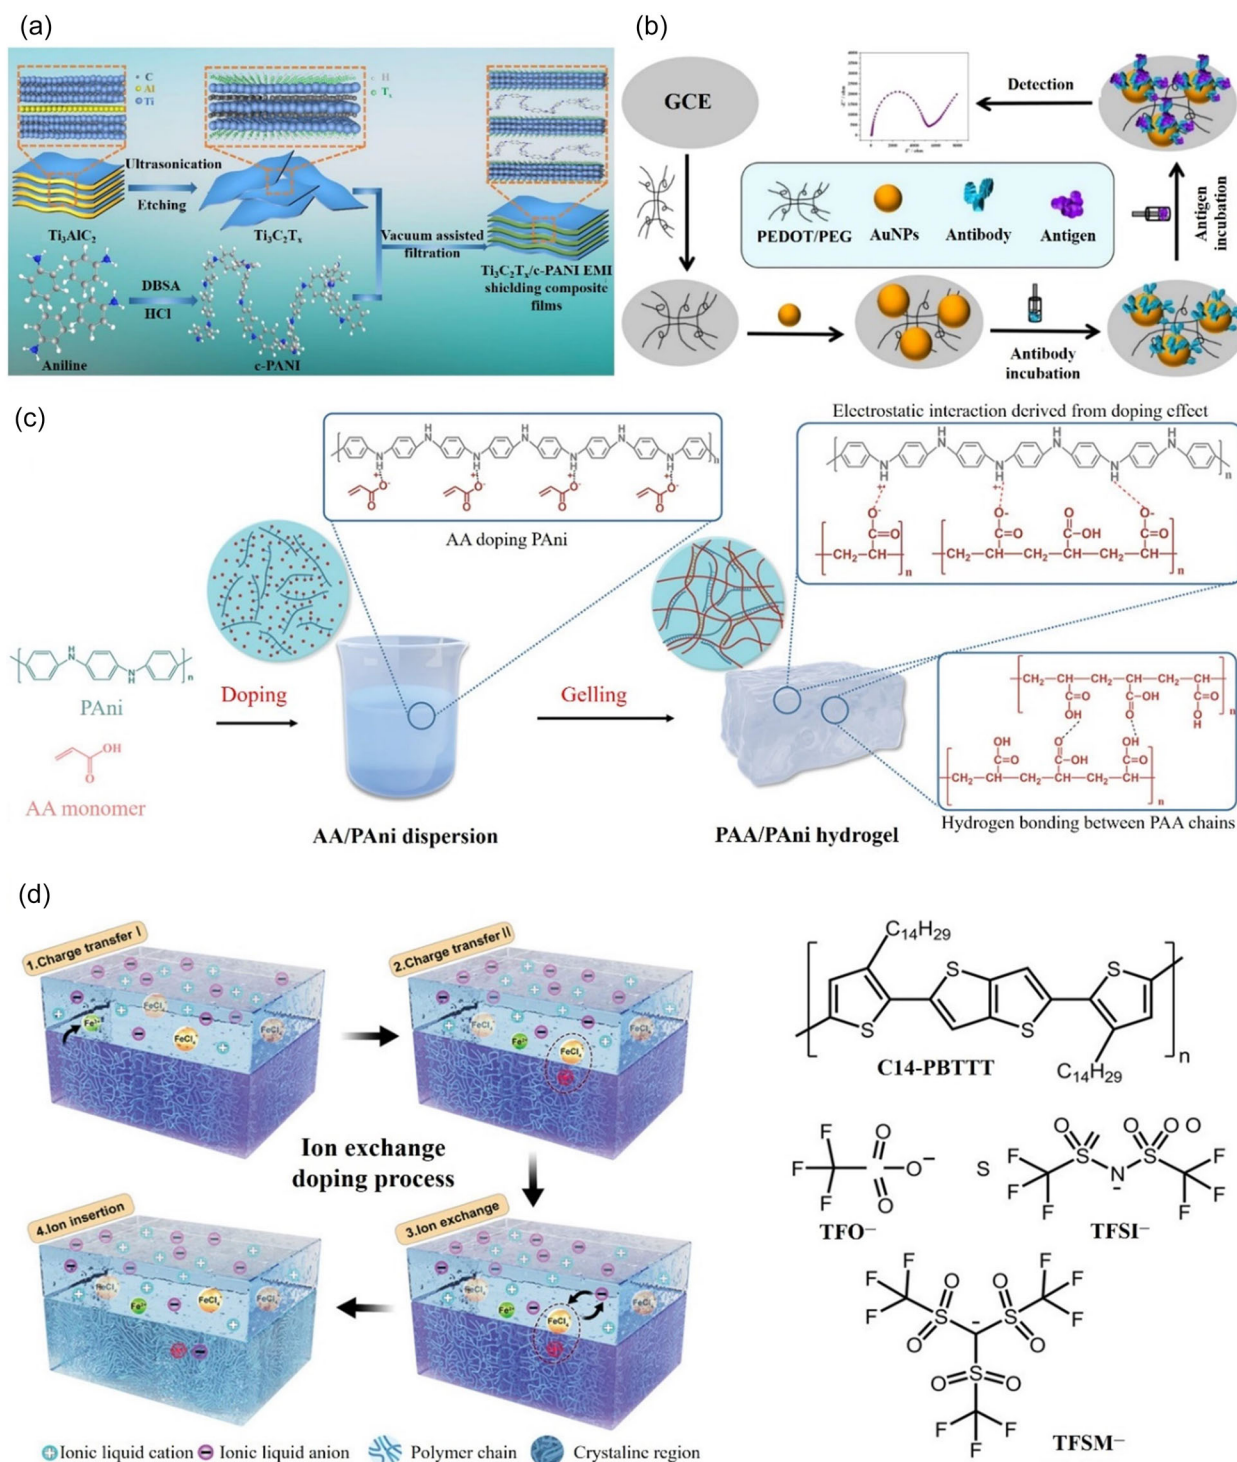 (a)
C
Al
Ti
H
Tx
Ultrasonication
Etching
Ti3AlC2
Ti3C2Tx
Vacuum assisted
filtration
Ti3C2Tx/c-PANI EMI
shielding composite
films
DBSA
HCl
Aniline
c-PANI
(b)
GCE
Detection
PEDOT/PEG
AuNPs
Antibody
Antigen
Antigen
incubation
Antibody
incubation
(c)
Electrostatic interaction derived from doping effect
AA doping PAni
PAni
AA monomer
Doping
Gelling
AA/PAni dispersion
PAA/PAni hydrogel
Hydrogen bonding between PAA chains
(d)
1.Charge transfer I
2.Charge transfer II
Ion exchange
doping process
4.Ion insertion
3.Ion exchange
Ionic liquid cation
Ionic liquid anion
Polymer chain
Crystaline region
C14H29
C14H29
n
C14-PBTTT
TFO−
S
TFSI−
TFSM−